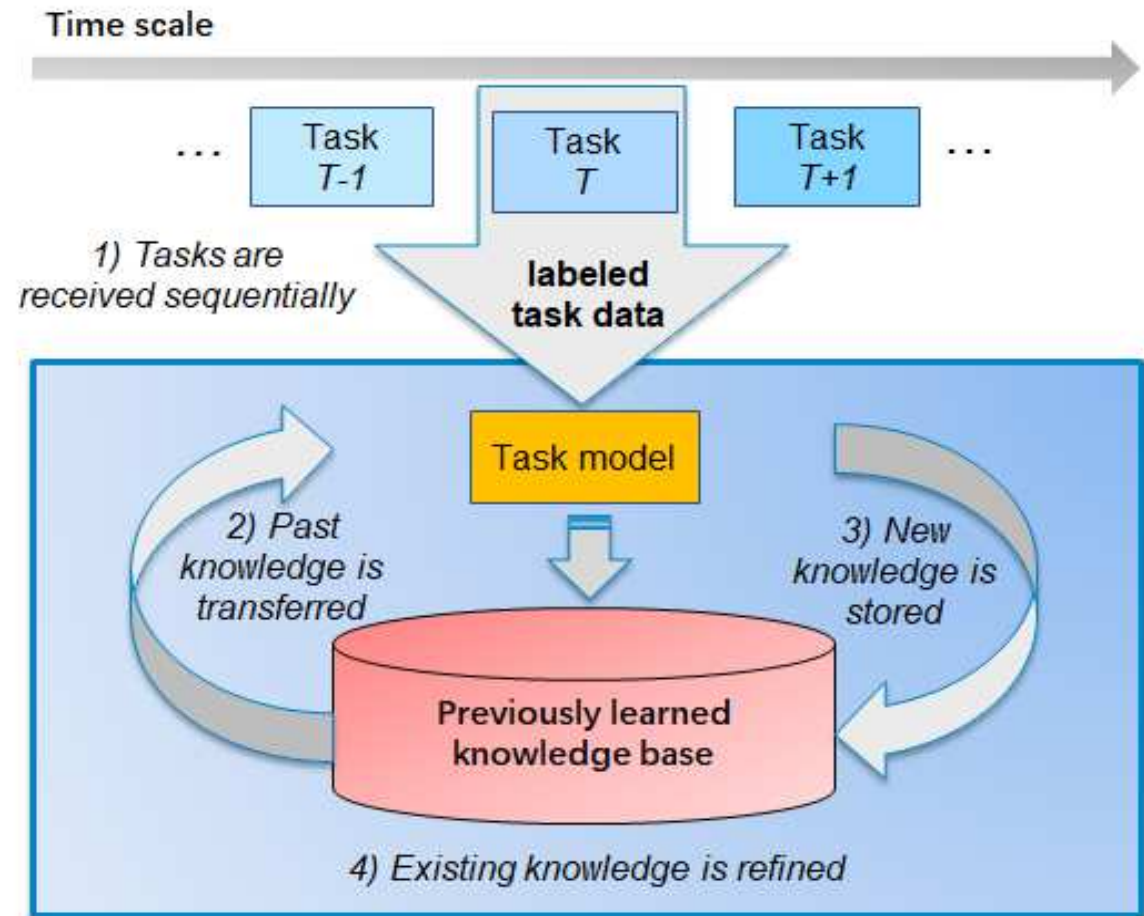 Time scale
...
Task
T-1
Task
T
Task
T+1
...
1) Tasks are
received sequentially
labeled
task data
Task model
2) Past
knowledge is
transferred
3) New
knowledge is
stored
Previously learned
knowledge base
4) Existing knowledge is refined